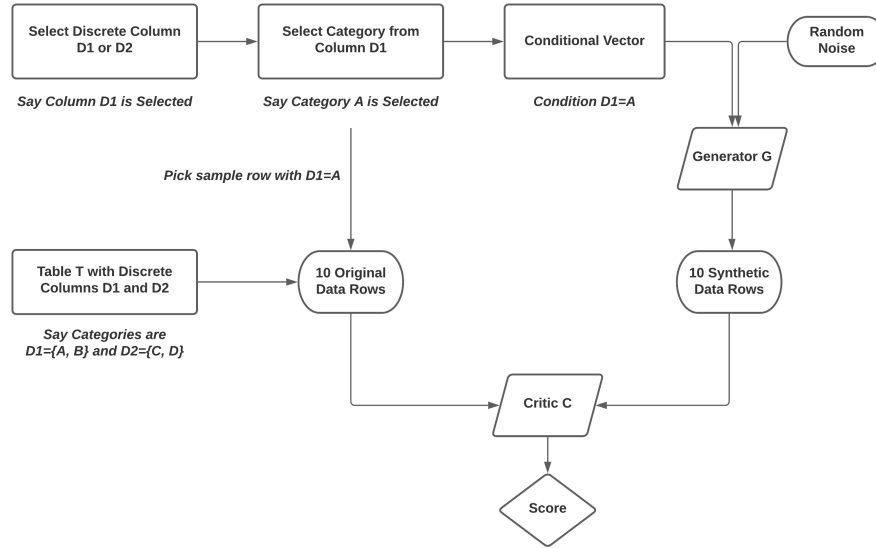 Select Discrete Column
D1 or D2
Select Category from
Column D1
Conditional Vector
Random
Noise
Say Column D1 is Selected
Say Category A is Selected
Condition D1=A
Generator G
Pick sample row with D1=A
Table T with Discrete
Columns D1 and D2
10 Original
Data Rows
10 Synthetic
Data Rows
Say Categories are
D1={A, B} and D2={C, D}
Critic C
Score